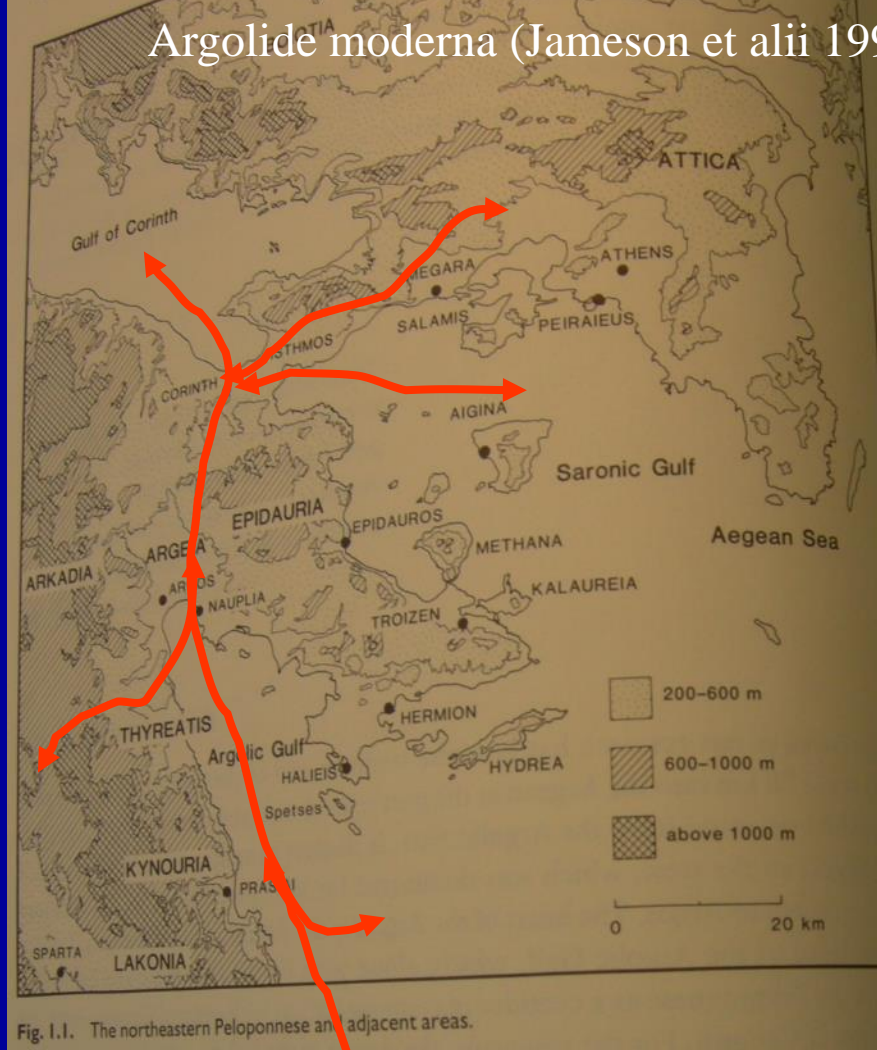 Argolide moderna (Jameson et alii 199
ATTICA
Gulf of Corinth
ATHENS
MEGARA
SALAMIS
PEIRAIEUS
ISTHMOS
CORINTH
AIGINA
Saronic Gulf
EPIDAURIA
EPIDAUROS
Aegean Sea
METHANA
ARGEIA
ARKADIA
ARGOS
NAUPLIA
KALAUREIA
TROIZEN
200–600 m
HERMION
THYREATIS
Argolic Gulf
HYDREA
600–1000 m
HALIEIS
Spetses
above 1000 m
KYNOURIA
0 20 km
SPARTA
LAKONIA
Fig. 1.1. The northeastern Peloponnese and adjacent areas.